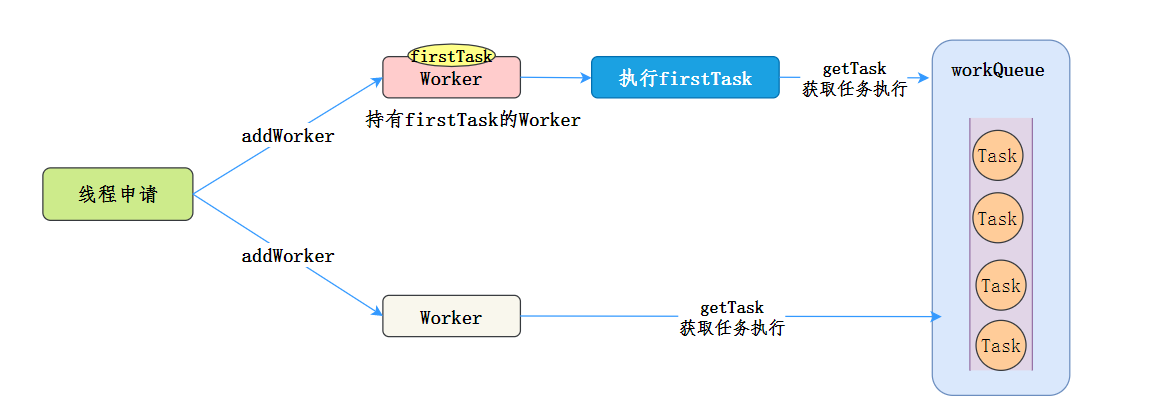 firstTask
Worker
执行firstTask
getTask
获取任务执行
workQueue
持有firstTask的Worker
addWorker
Task
线程申请
Task
addWorker
Task
Worker
getTask
获取任务执行
Task